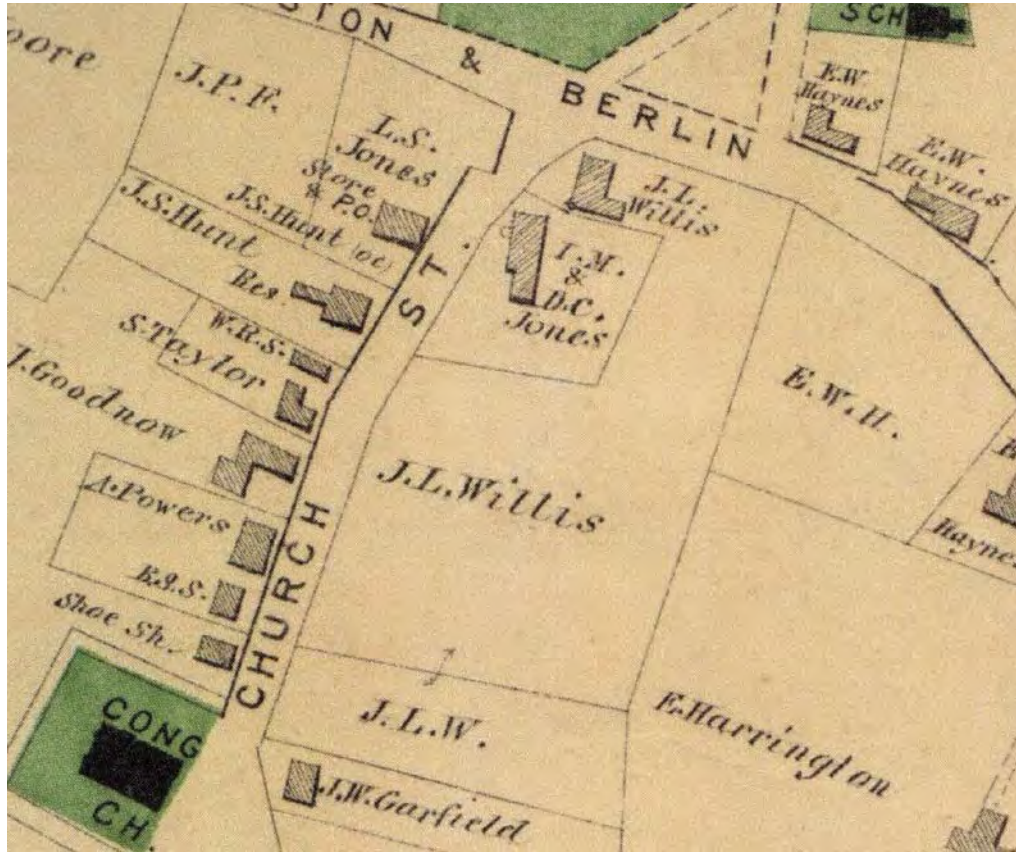 SCH
STON & BERLIN
oore
J.P.F.
L.S.
Jones
Store
& P.O.
E.W
Haynes
E.W.
Haynes
J.L.
Willis
J.S.Hunt
J.S.Hunt (oc)
Res
ST.
I.M.
&
D.C.
Jones
W.R.S.
S.Taylor
J.Goodnow
E.W.H.
J.L.Willis
A.Powers
Haynes
CHURCH
Shoe Sh.
CONG
CH
J.L.W.
E.Harrington
J.W.Garfield